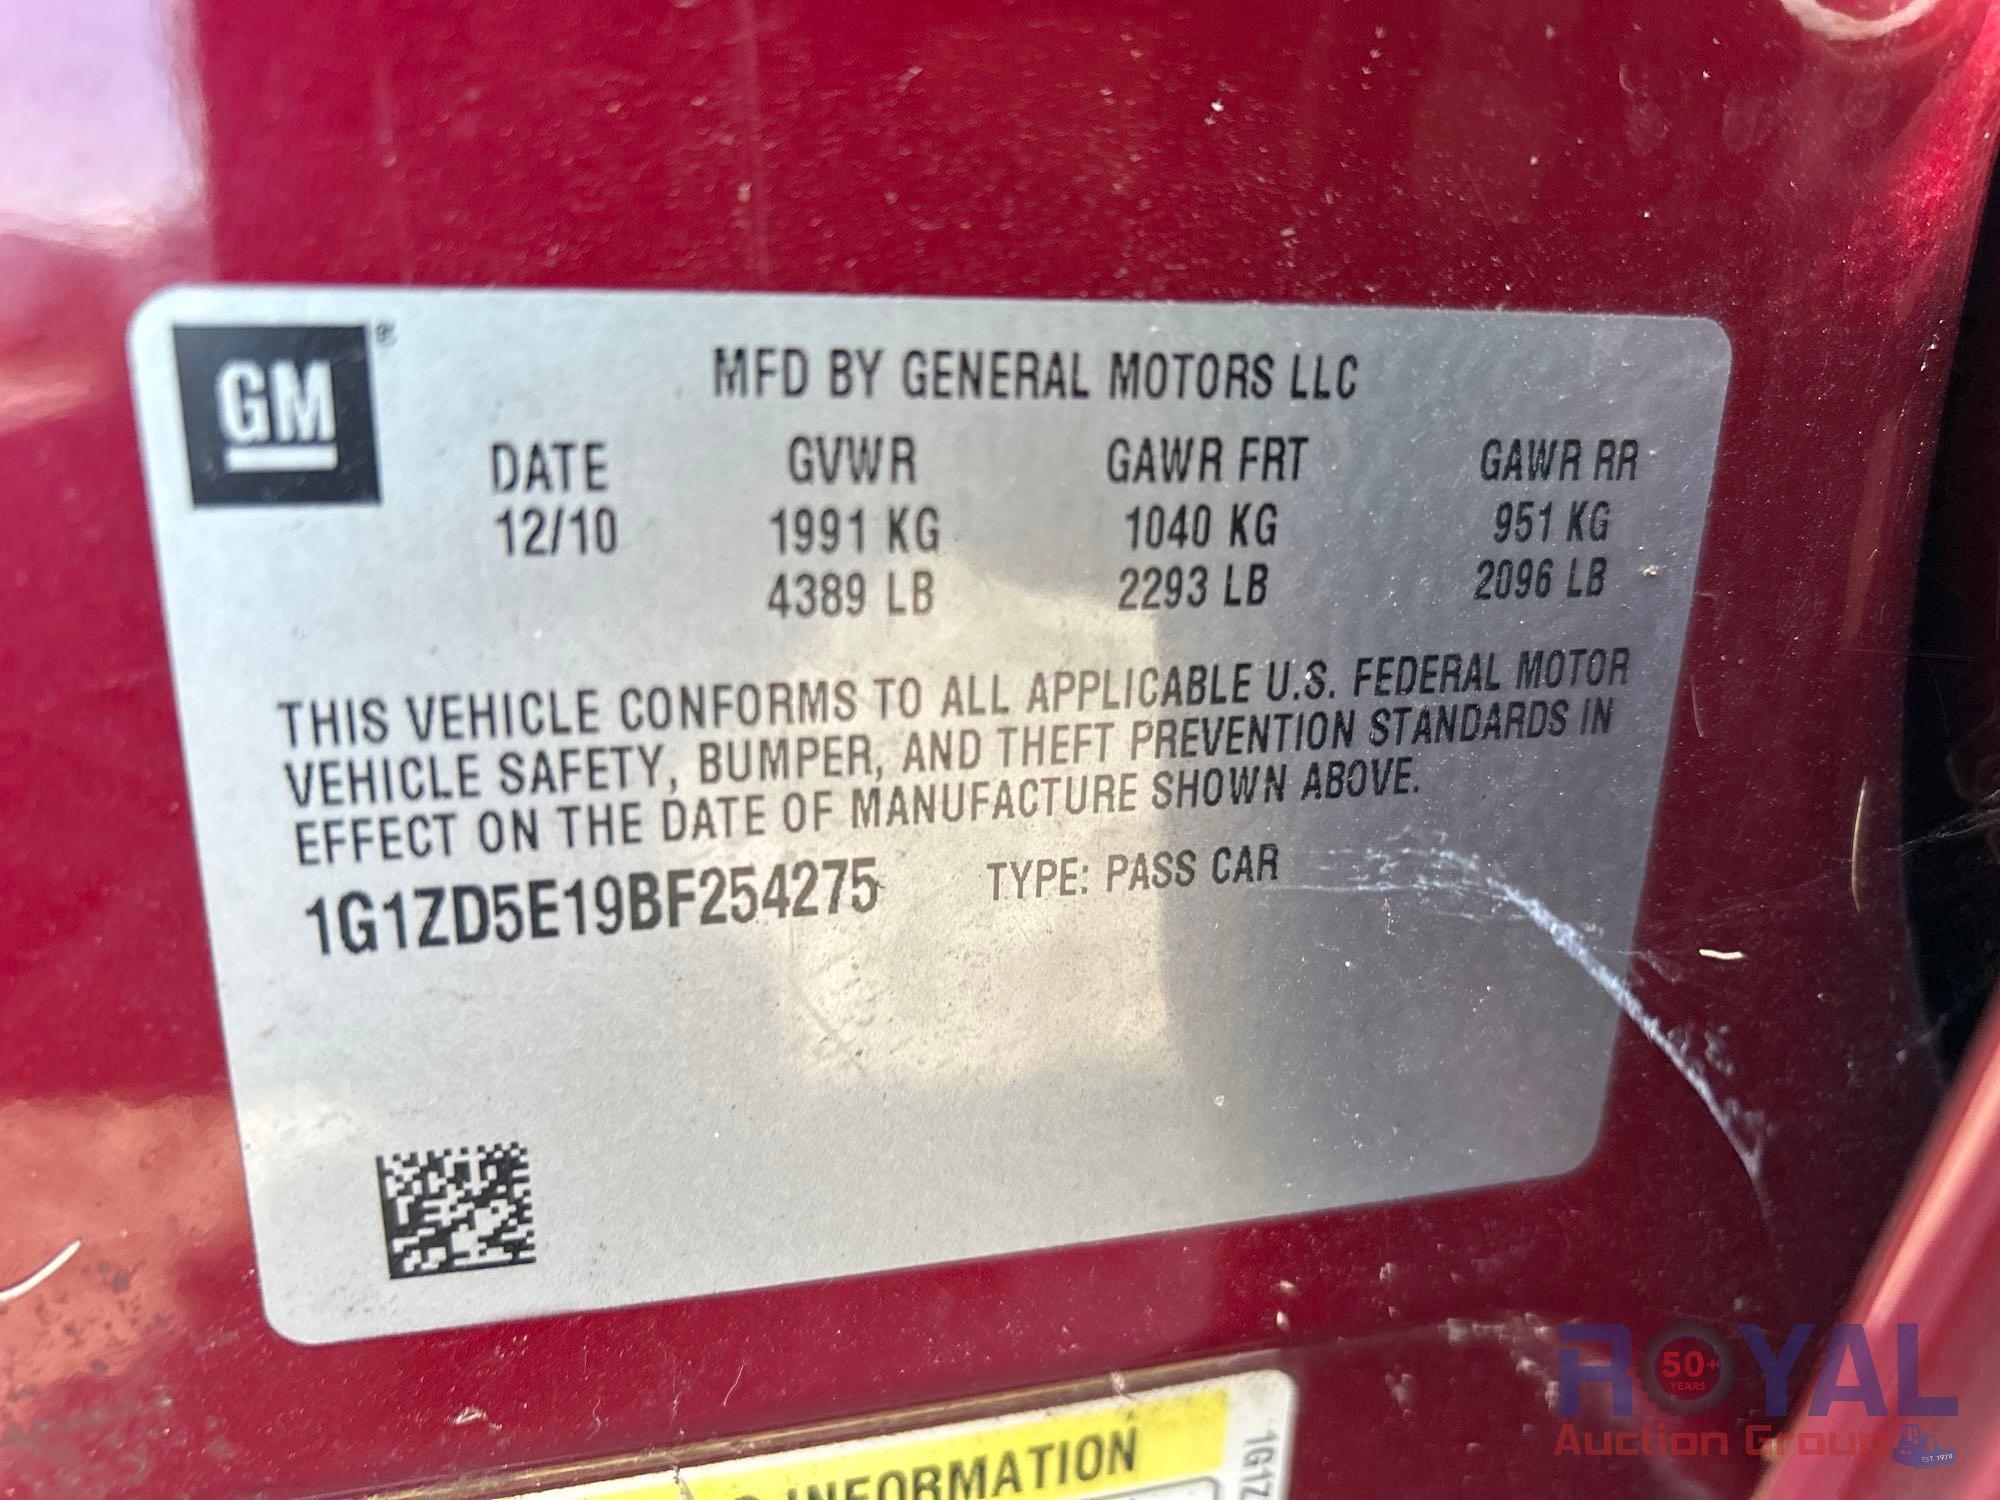 GM®
MFD BY GENERAL MOTORS LLC
DATE GVWR GAWR FRT GAWR RR
12/10 1991 KG 1040 KG 951 KG
4389 LB 2293 LB 2096 LB
THIS VEHICLE CONFORMS TO ALL APPLICABLE U.S. FEDERAL MOTOR
VEHICLE SAFETY, BUMPER, AND THEFT PREVENTION STANDARDS IN
EFFECT ON THE DATE OF MANUFACTURE SHOWN ABOVE.
1G1ZD5E19BF254275 TYPE: PASS CAR
INFORMATION
1G1Z
ROYAL
50+
YEARS
Auction Group
EST. 1970